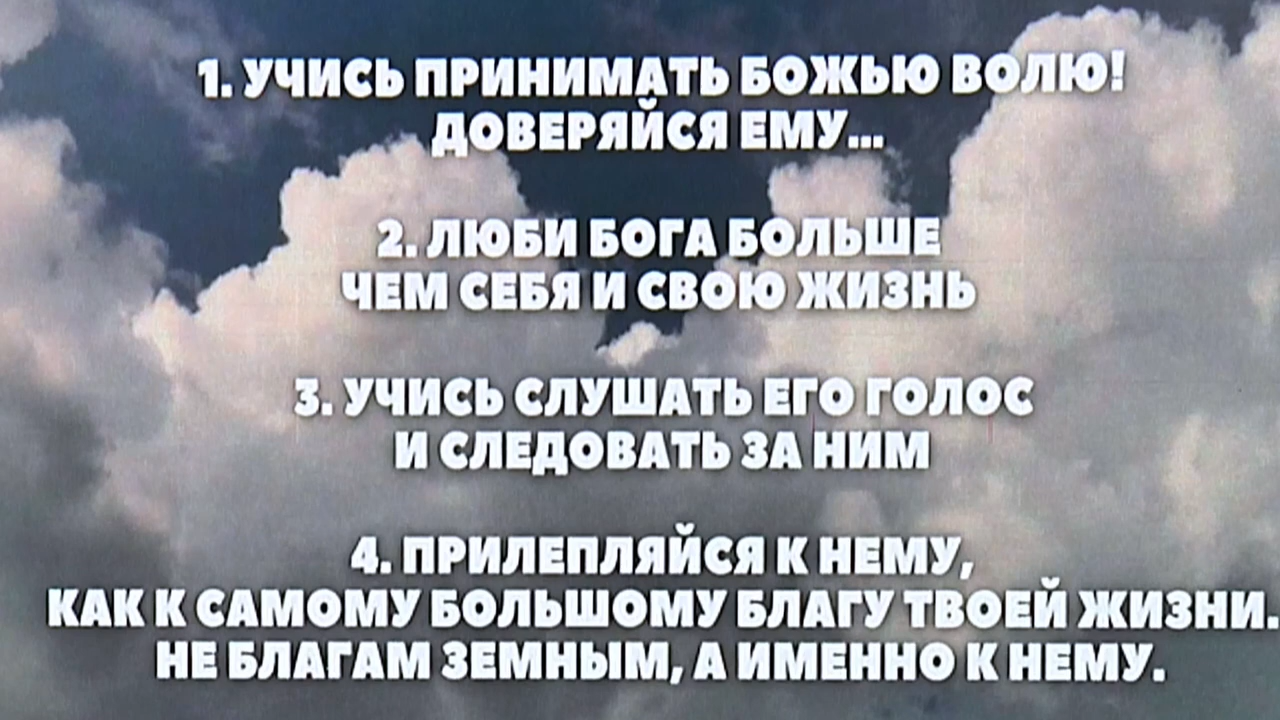 1. УЧИСЬ ПРИНИМАТЬ БОЖЬЮ ВОЛЮ!
ДОВЕРЯЙСЯ ЕМУ...
2. ЛЮБИ БОГА БОЛЬШЕ
ЧЕМ СЕБЯ И СВОЮ ЖИЗНЬ
3. УЧИСЬ СЛУШАТЬ ЕГО ГОЛОС
И СЛЕДОВАТЬ ЗА НИМ
4. ПРИЛЕПЛЯЙСЯ К НЕМУ,
КАК К САМОМУ БОЛЬШОМУ БЛАГУ ТВОЕЙ ЖИЗНИ.
НЕ БЛАГАМ ЗЕМНЫМ, А ИМЕННО К НЕМУ.